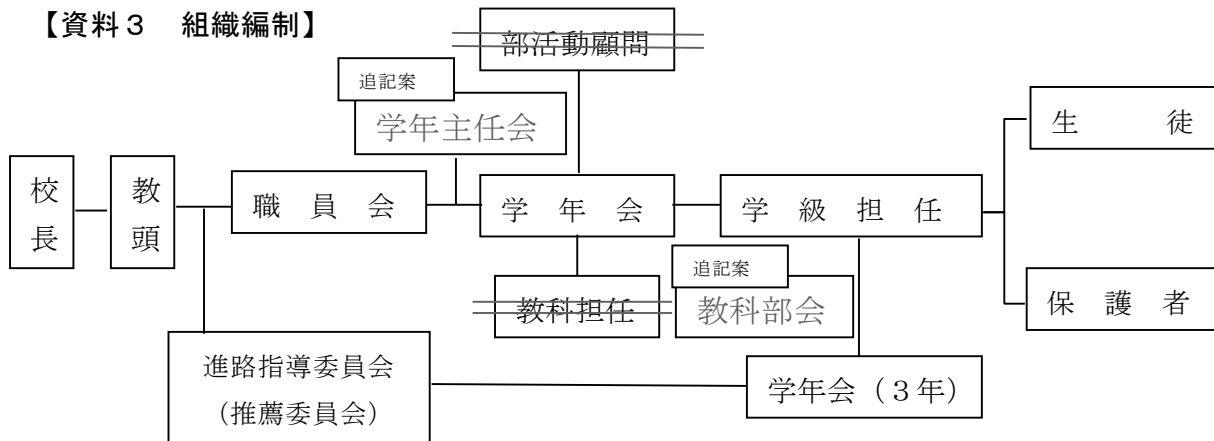 【資料３　組織編制】
部活動顧問
追記案
学年主任会
生　徒
校長
教頭
職　員　会
学　年　会
学　級　担　任
追記案
教科担任
教科部会
保　護　者
進路指導委員会
（推薦委員会）
学年会（３年）